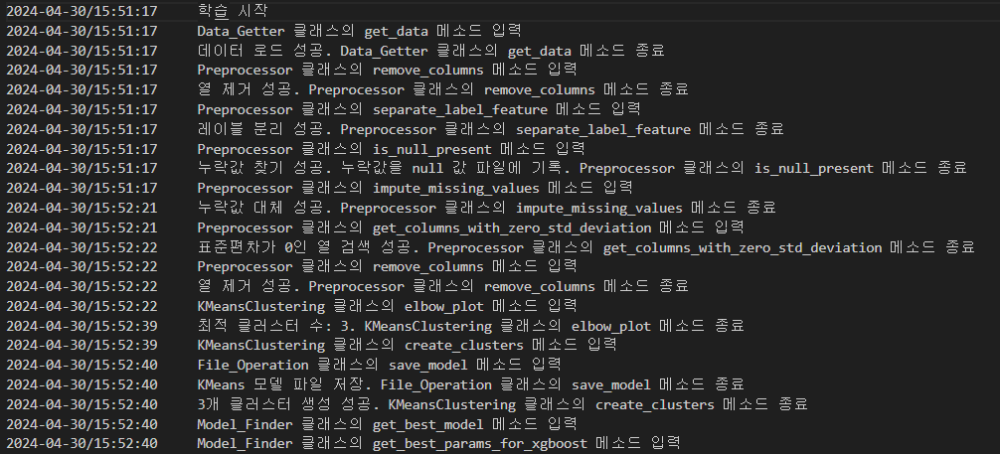 2024-04-30/15:51:17 학습 시작
2024-04-30/15:51:17 Data_Getter 클래스의 get_data 메소드 입력
2024-04-30/15:51:17 데이터 로드 성공. Data_Getter 클래스의 get_data 메소드 종료
2024-04-30/15:51:17 Preprocessor 클래스의 remove_columns 메소드 입력
2024-04-30/15:51:17 열 제거 성공. Preprocessor 클래스의 remove_columns 메소드 종료
2024-04-30/15:51:17 Preprocessor 클래스의 separate_label_feature 메소드 입력
2024-04-30/15:51:17 레이블 분리 성공. Preprocessor 클래스의 separate_label_feature 메소드 종료
2024-04-30/15:51:17 Preprocessor 클래스의 is_null_present 메소드 입력
2024-04-30/15:51:17 누락값 찾기 성공. 누락값을 null 값 파일에 기록. Preprocessor 클래스의 is_null_present 메소드 종료
2024-04-30/15:51:17 Preprocessor 클래스의 impute_missing_values 메소드 입력
2024-04-30/15:52:21 누락값 대체 성공. Preprocessor 클래스의 impute_missing_values 메소드 종료
2024-04-30/15:52:21 Preprocessor 클래스의 get_columns_with_zero_std_deviation 메소드 입력
2024-04-30/15:52:22 표준편차가 0인 열 검색 성공. Preprocessor 클래스의 get_columns_with_zero_std_deviation 메소드 종료
2024-04-30/15:52:22 Preprocessor 클래스의 remove_columns 메소드 입력
2024-04-30/15:52:22 열 제거 성공. Preprocessor 클래스의 remove_columns 메소드 종료
2024-04-30/15:52:22 KMeansClustering 클래스의 elbow_plot 메소드 입력
2024-04-30/15:52:39 최적 클러스터 수: 3. KMeansClustering 클래스의 elbow_plot 메소드 종료
2024-04-30/15:52:39 KMeansClustering 클래스의 create_clusters 메소드 입력
2024-04-30/15:52:40 File_Operation 클래스의 save_model 메소드 입력
2024-04-30/15:52:40 KMeans 모델 파일 저장. File_Operation 클래스의 save_model 메소드 종료
2024-04-30/15:52:40 3개 클러스터 생성 성공. KMeansClustering 클래스의 create_clusters 메소드 종료
2024-04-30/15:52:40 Model_Finder 클래스의 get_best_model 메소드 입력
2024-04-30/15:52:40 Model_Finder 클래스의 get_best_params_for_xgboost 메소드 입력